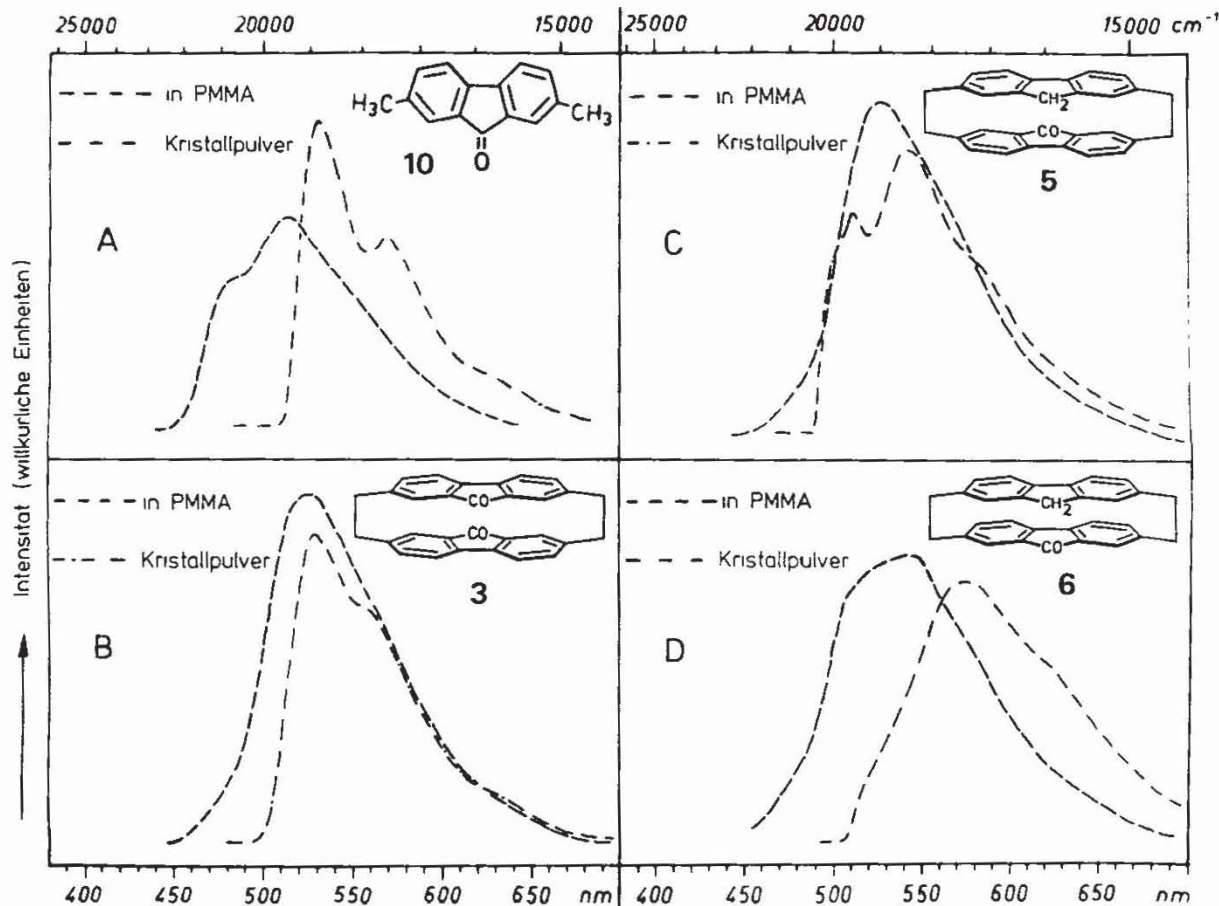 25000 20000 15000 25000 20000 15000 cm⁻¹
in PMMA
Kristallpulver
H₃C
CH₃
O
10
A
in PMMA
Kristallpulver
CH₂
CO
5
C
in PMMA
Kristallpulver
CO
CO
3
B
in PMMA
Kristallpulver
CH₂
CO
6
D
Intensität (willkurliche Einheiten)
400 450 500 550 600 650 nm 450 500 550 600 650 nm